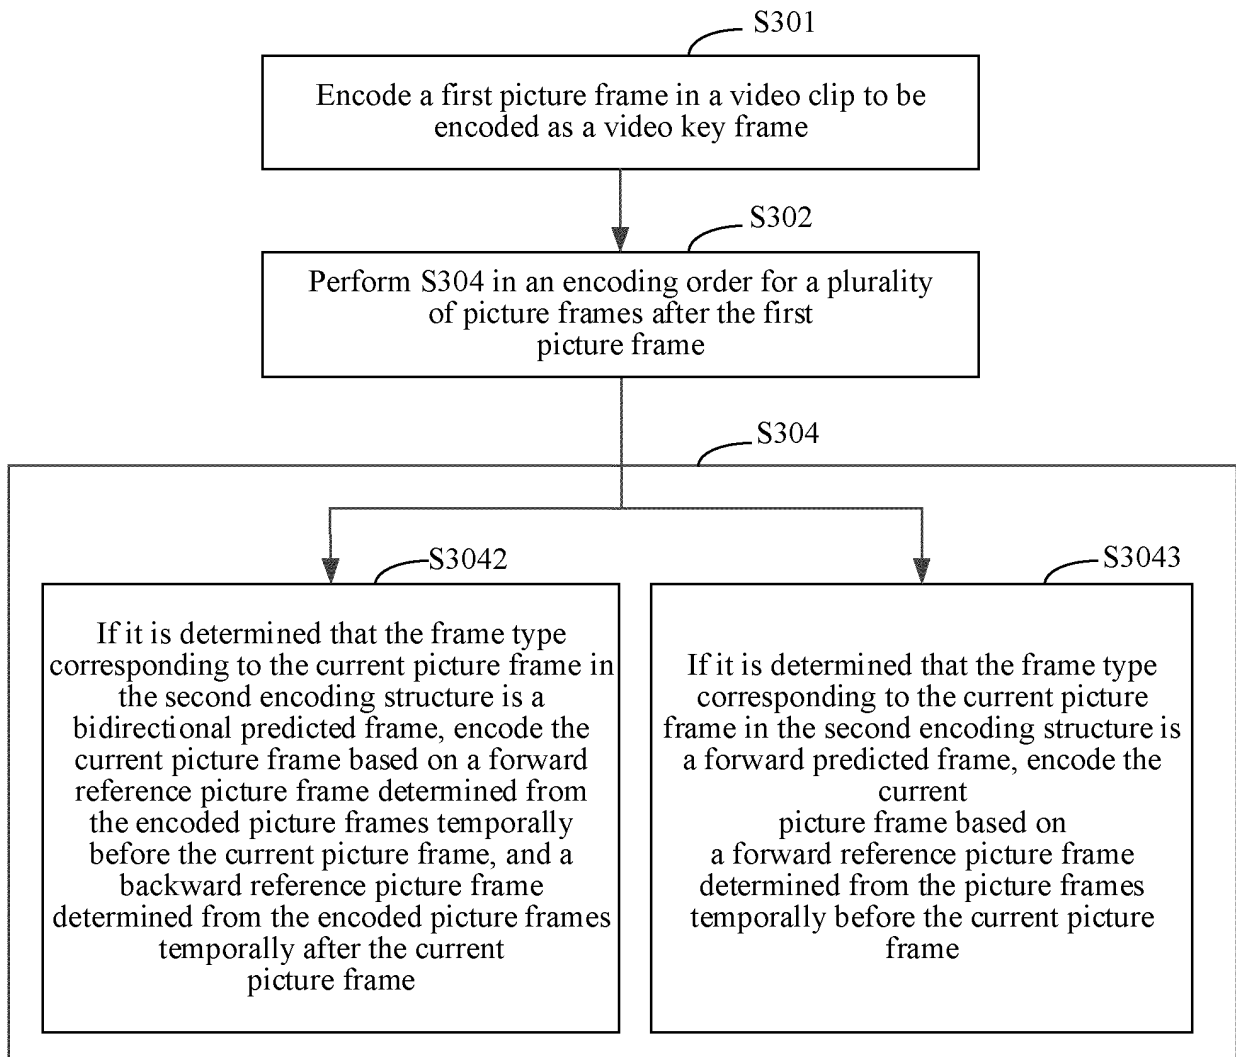 S301
Encode a first picture frame in a video clip to be
encoded as a video key frame
S302
Perform S304 in an encoding order for a plurality
of picture frames after the first
picture frame
S304
S3042
If it is determined that the frame type
corresponding to the current picture frame in
the second encoding structure is a
bidirectional predicted frame, encode the
current picture frame based on a forward
reference picture frame determined from
the encoded picture frames temporally
before the current picture frame, and a
backward reference picture frame
determined from the encoded picture frames
temporally after the current
picture frame
S3043
If it is determined that the frame type
corresponding to the current picture
frame in the second encoding structure is
a forward predicted frame, encode the
current
picture frame based on
a forward reference picture frame
determined from the picture frames
temporally before the current picture
frame